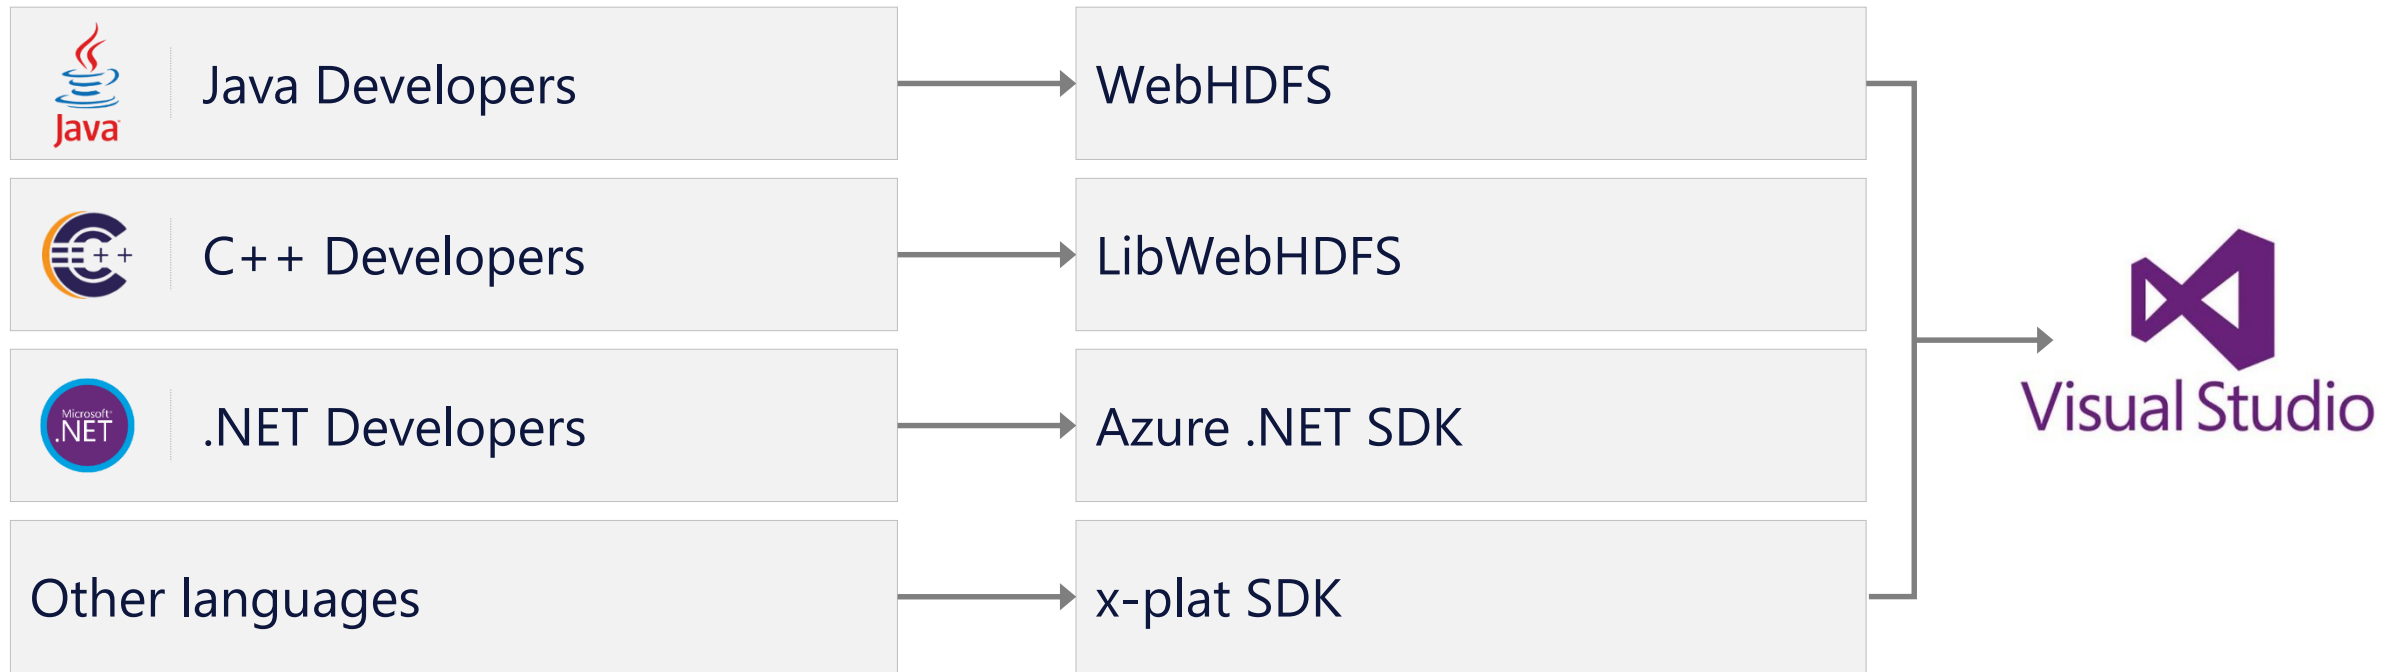 Java
Java Developers
WebHDFS
C++
C++ Developers
LibWebHDFS
Microsoft
.NET
.NET Developers
Azure .NET SDK
Visual Studio
Other languages
x-plat SDK